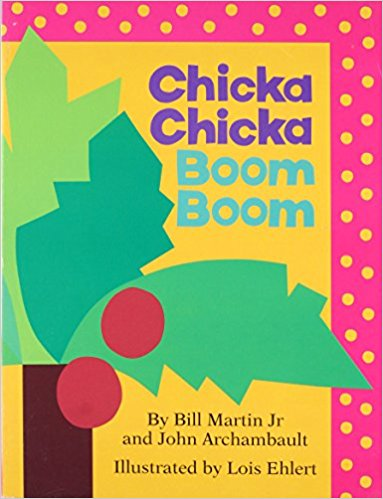 Chicka
Chicka
Boom
Boom
By Bill Martin Jr
and John Archambault
Illustrated by Lois Ehlert